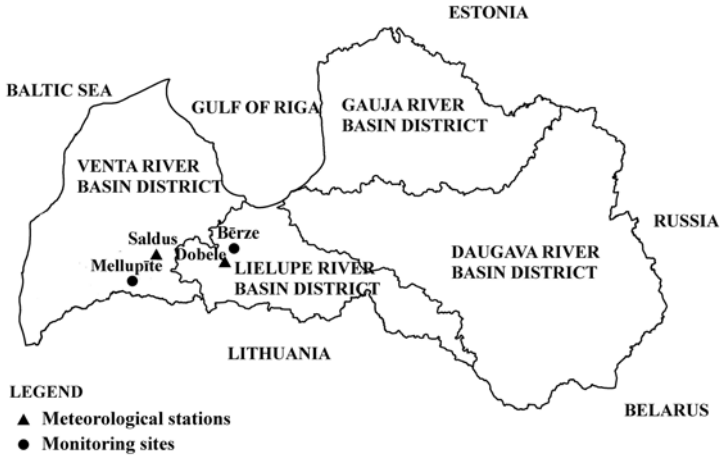 ESTONIA
BALTIC SEA
GULF OF RIGA
GAUJA RIVER
BASIN DISTRICT
VENTA RIVER
BASIN DISTRICT
RUSSIA
Saldus
Bērze
Dobele
Mellupīte
LIELUPE RIVER
BASIN DISTRICT
DAUGAVA RIVER
BASIN DISTRICT
LITHUANIA
BELARUS
LEGEND
Meteorological stations
Monitoring sites